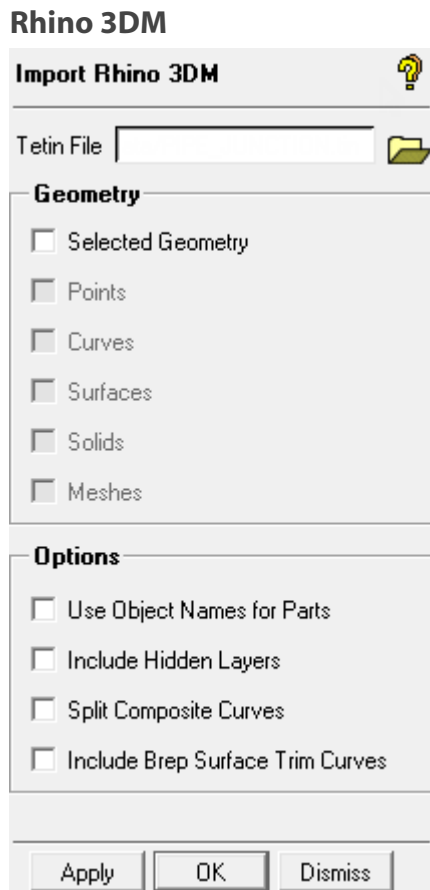 Rhino 3DM
Import Rhino 3DM
Tetin File
Geometry
Selected Geometry
Points
Curves
Surfaces
Solids
Meshes
Options
Use Object Names for Parts
Include Hidden Layers
Split Composite Curves
Include Brep Surface Trim Curves
Apply OK Dismiss